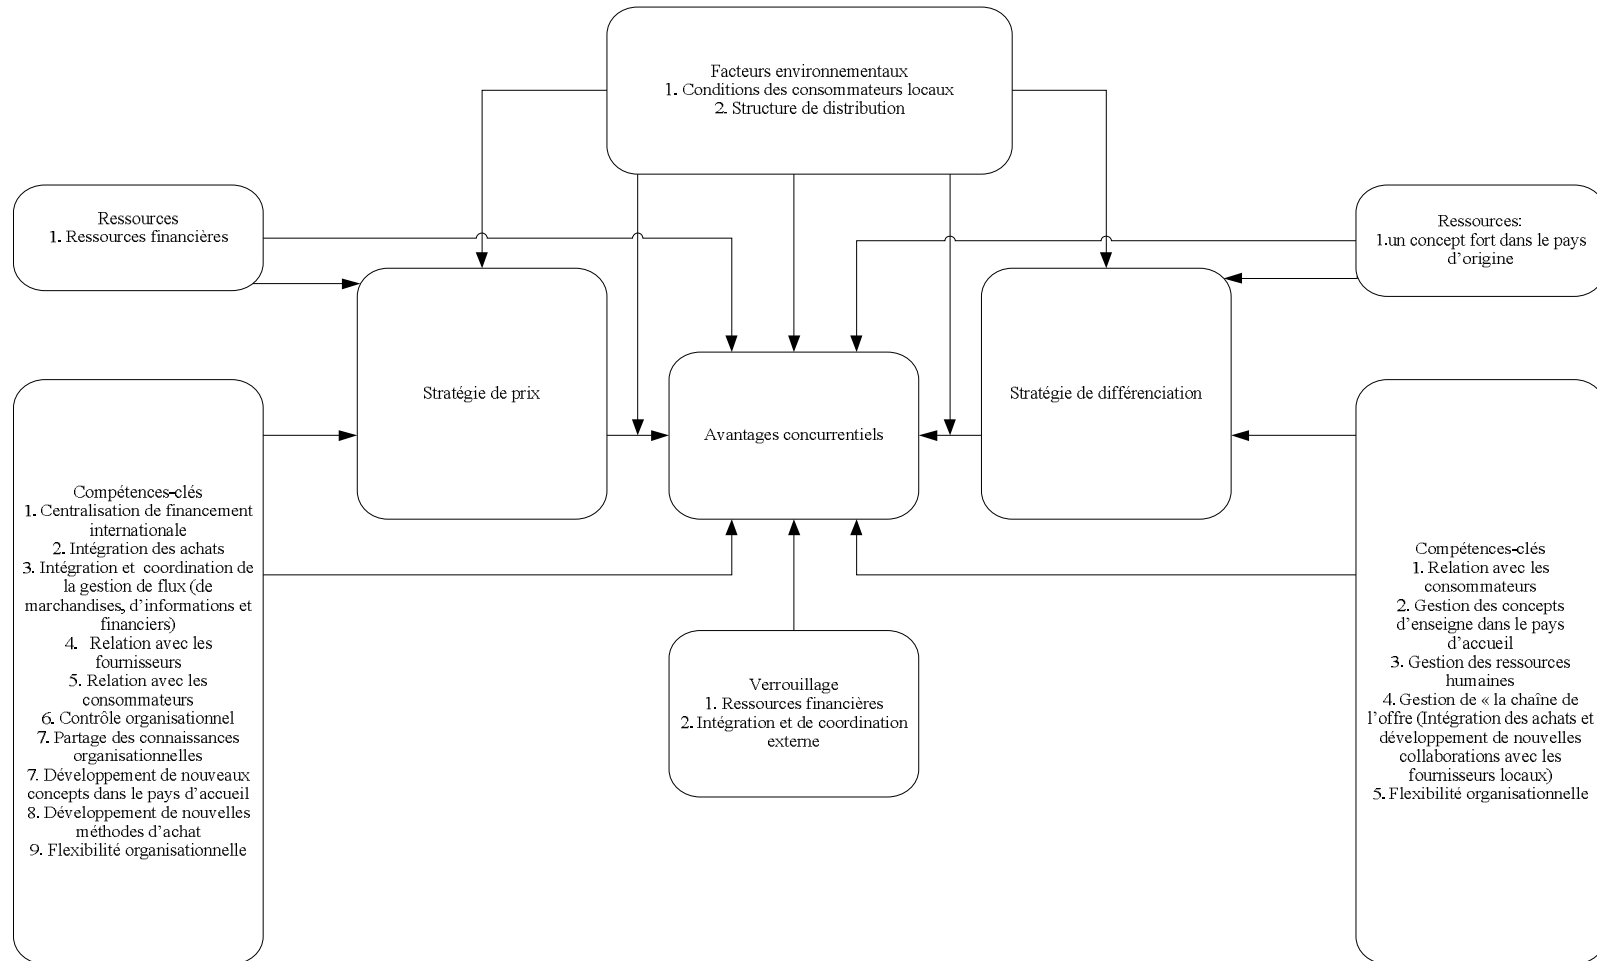 Facteurs environnementaux
1. Conditions des consommateurs locaux
2. Structure de distribution
Ressources
1. Ressources financières
Ressources:
1.un concept fort dans le pays
d’origine
Stratégie de prix
Avantages concurrentiels
Stratégie de différenciation
Compétences-clés
1. Centralisation de financement
internationale
2. Intégration des achats
3. Intégration et coordination de
la gestion de flux (de
marchandises, d’informations et
financiers)
4. Relation avec les
fournisseurs
5. Relation avec les
consommateurs
6. Contrôle organisationnel
7. Partage des connaissances
organisationnelles
7. Développement de nouveaux
concepts dans le pays d’accueil
8. Développement de nouvelles
méthodes d’achat
9. Flexibilité organisationnelle
Verrouillage
1. Ressources financières
2. Intégration et de coordination
externe
Compétences-clés
1. Relation avec les
consommateurs
2. Gestion des concepts
d’enseigne dans le pays
d’accueil
3. Gestion des ressources
humaines
4. Gestion de « la chaîne de
l’offre (Intégration des achats et
développement de nouvelles
collaborations avec les
fournisseurs locaux)
5. Flexibilité organisationnelle